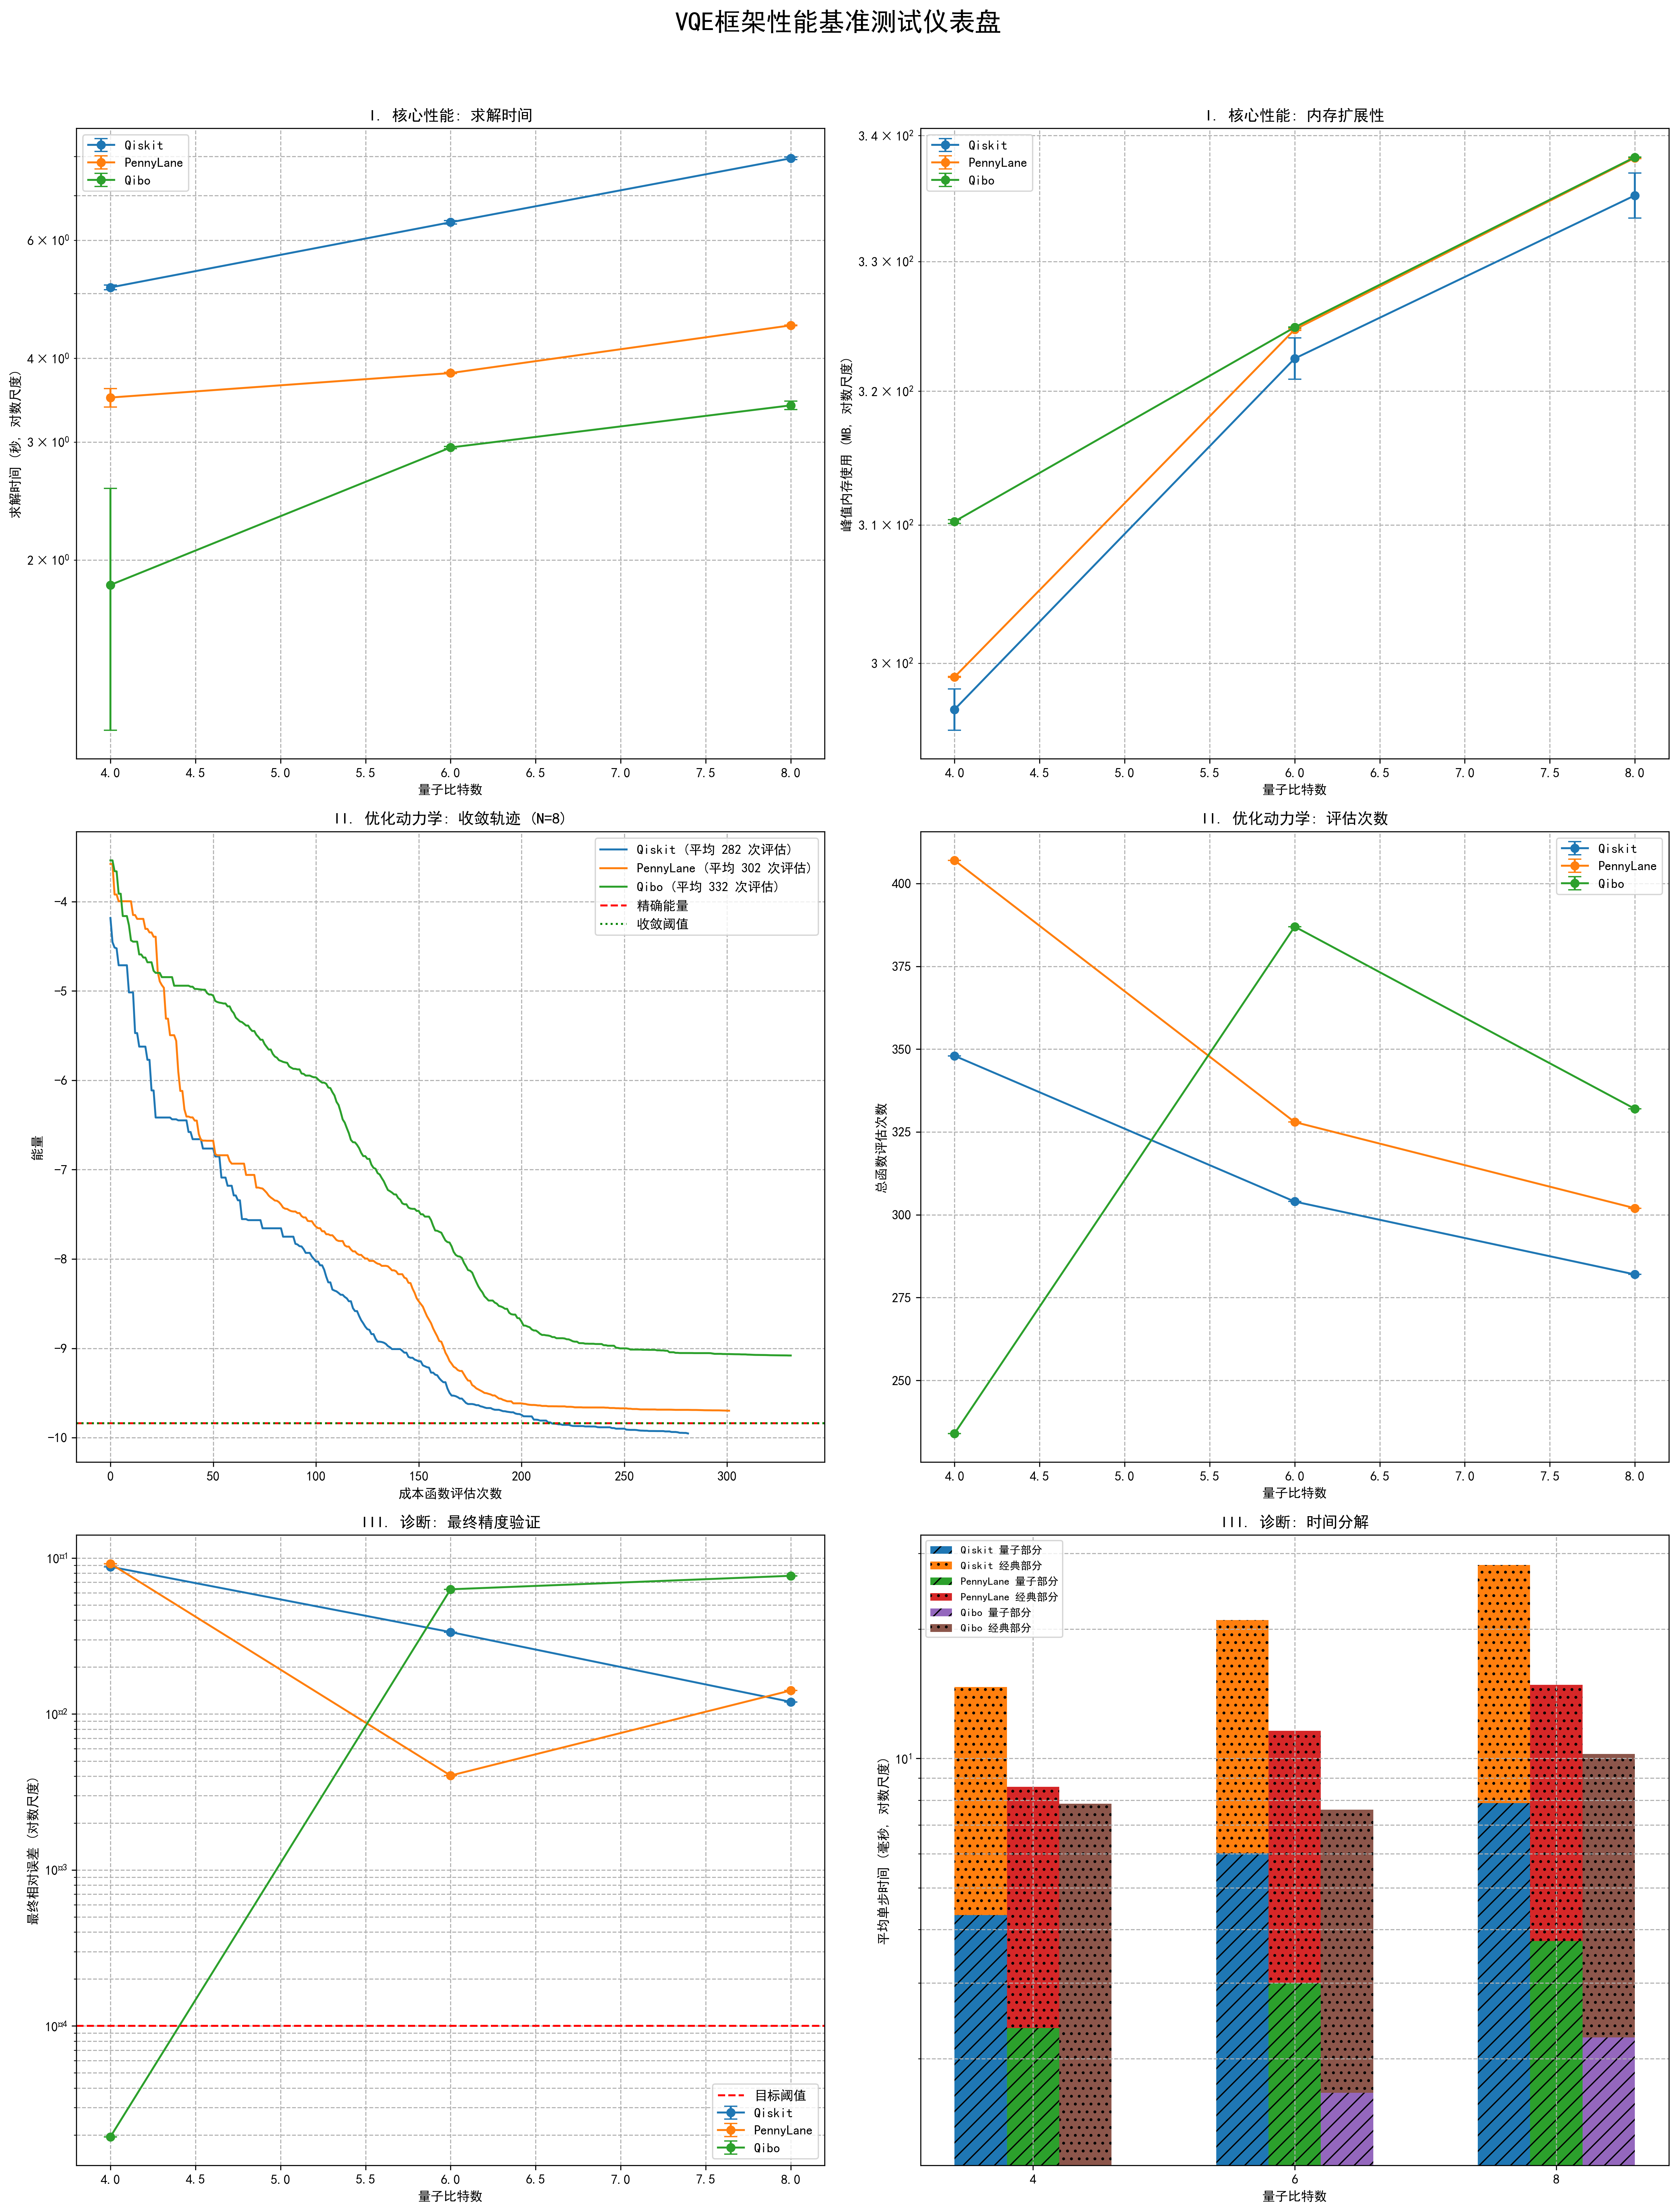 VQE框架性能基准测试仪表盘
I. 核心性能: 求解时间
Qiskit
PennyLane
Qibo
6 × 10⁰
4 × 10⁰
3 × 10⁰
2 × 10⁰
求解时间 (秒, 对数尺度)
4.0 4.5 5.0 5.5 6.0 6.5 7.0 7.5 8.0
量子比特数
I. 核心性能: 内存扩展性
Qiskit
PennyLane
Qibo
3.4 × 10²
3.3 × 10²
3.2 × 10²
3.1 × 10²
3 × 10²
峰值内存使用 (MB, 对数尺度)
4.0 4.5 5.0 5.5 6.0 6.5 7.0 7.5 8.0
量子比特数
II. 优化动力学: 收敛轨迹 (N=8)
Qiskit (平均 282 次评估)
PennyLane (平均 302 次评估)
Qibo (平均 332 次评估)
精确能量
收敛阈值
−4
−5
−6
−7
−8
−9
−10
能量
0 50 100 150 200 250 300
成本函数评估次数
II. 优化动力学: 评估次数
Qiskit
PennyLane
Qibo
400
375
350
325
300
275
250
总函数评估次数
4.0 4.5 5.0 5.5 6.0 6.5 7.0 7.5 8.0
量子比特数
III. 诊断: 最终精度验证
10¤1
10¤2
10¤3
10¤4
最终相对误差 (对数尺度)
目标阈值
Qiskit
PennyLane
Qibo
4.0 4.5 5.0 5.5 6.0 6.5 7.0 7.5 8.0
量子比特数
III. 诊断: 时间分解
Qiskit 量子部分
Qiskit 经典部分
PennyLane 量子部分
PennyLane 经典部分
Qibo 量子部分
Qibo 经典部分
10¹
平均单步时间 (毫秒, 对数尺度)
4 6 8
量子比特数